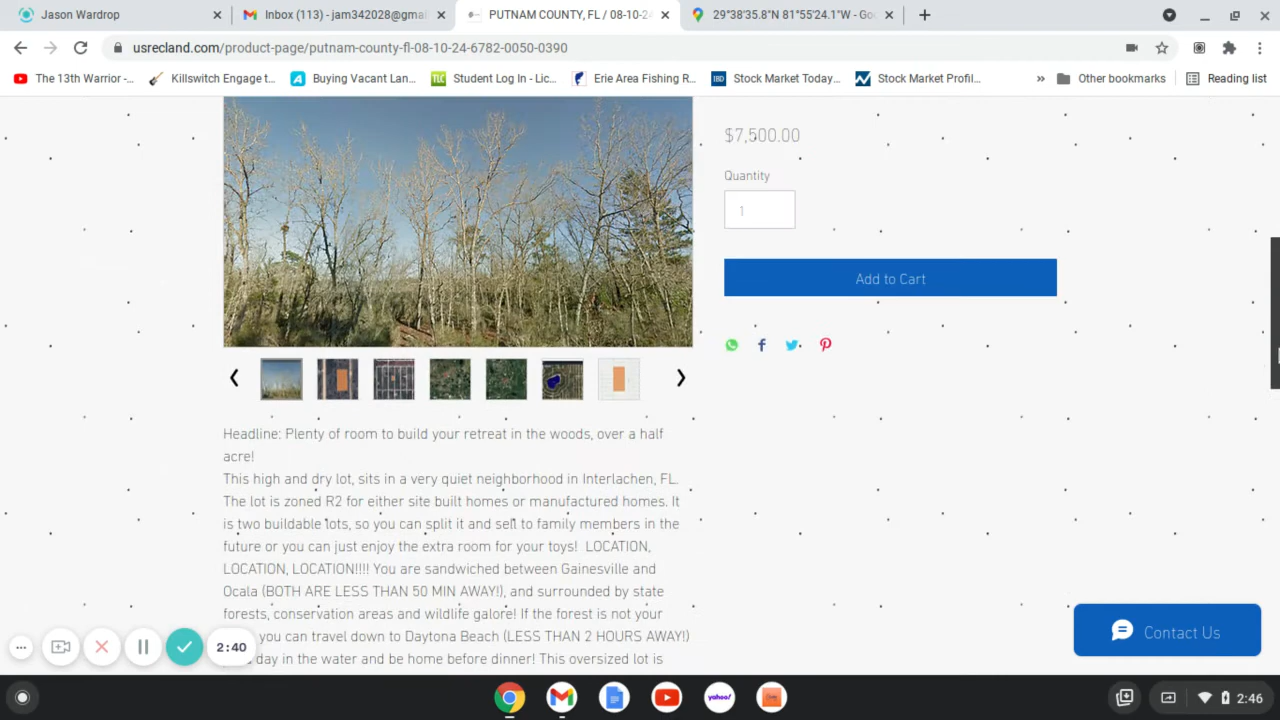 Jason Wardrop
Inbox (113) - jam342028@gmai
PUTNAM COUNTY, FL / 08-10-24-
29°38'35.8"N 81°55'24.1"W - Goo
usrecland.com/product-page/putnam-county-fl-08-10-24-6782-0050-0390
The 13th Warrior -...
Killswitch Engage t...
Buying Vacant Lan...
TLC
Student Log In - Lic...
Erie Area Fishing R...
IBD
Stock Market Today...
Stock Market Profil...
»
Other bookmarks
Reading list
$7,500.00
Quantity
1
Add to Cart
Headline: Plenty of room to build your retreat in the woods, over a half
acre!
This high and dry lot, sits in a very quiet neighborhood in Interlachen, FL.
The lot is zoned R2 for either site built homes or manufactured homes. It
is two buildable lots, so you can split it and sell to family members in the
future or you can just enjoy the extra room for your toys! LOCATION,
LOCATION, LOCATION!!!! You are sandwiched between Gainesville and
Ocala (BOTH ARE LESS THAN 50 MIN AWAY!), and surrounded by state
forests, conservation areas and wildlife galore! If the forest is not your
you can travel down to Daytona Beach (LESS THAN 2 HOURS AWAY!)
day in the water and be home before dinner! This oversized lot is
2:40
Contact Us
yahoo!
2:46